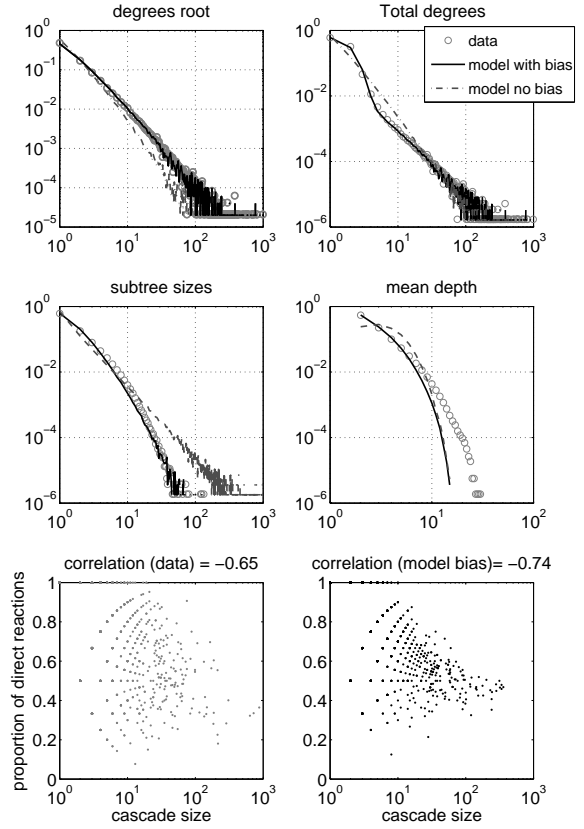 degrees root
Total degrees
data
model with bias
model no bias
10^0
10^-1
10^-2
10^-3
10^-4
10^-5
10^0 10^1 10^2 10^3
10^0
10^-2
10^-4
10^-6
10^0 10^1 10^2 10^3
subtree sizes
mean depth
10^0
10^-2
10^-4
10^-6
10^0 10^1 10^2 10^3
10^0
10^-2
10^-4
10^-6
10^0 10^1 10^2
correlation (data) = −0.65
correlation (model bias)= −0.74
proportion of direct reactions
1
0.8
0.6
0.4
0.2
0
10^0 10^1 10^2 10^3
cascade size
1
0.8
0.6
0.4
0.2
0
10^0 10^1 10^2 10^3
cascade size